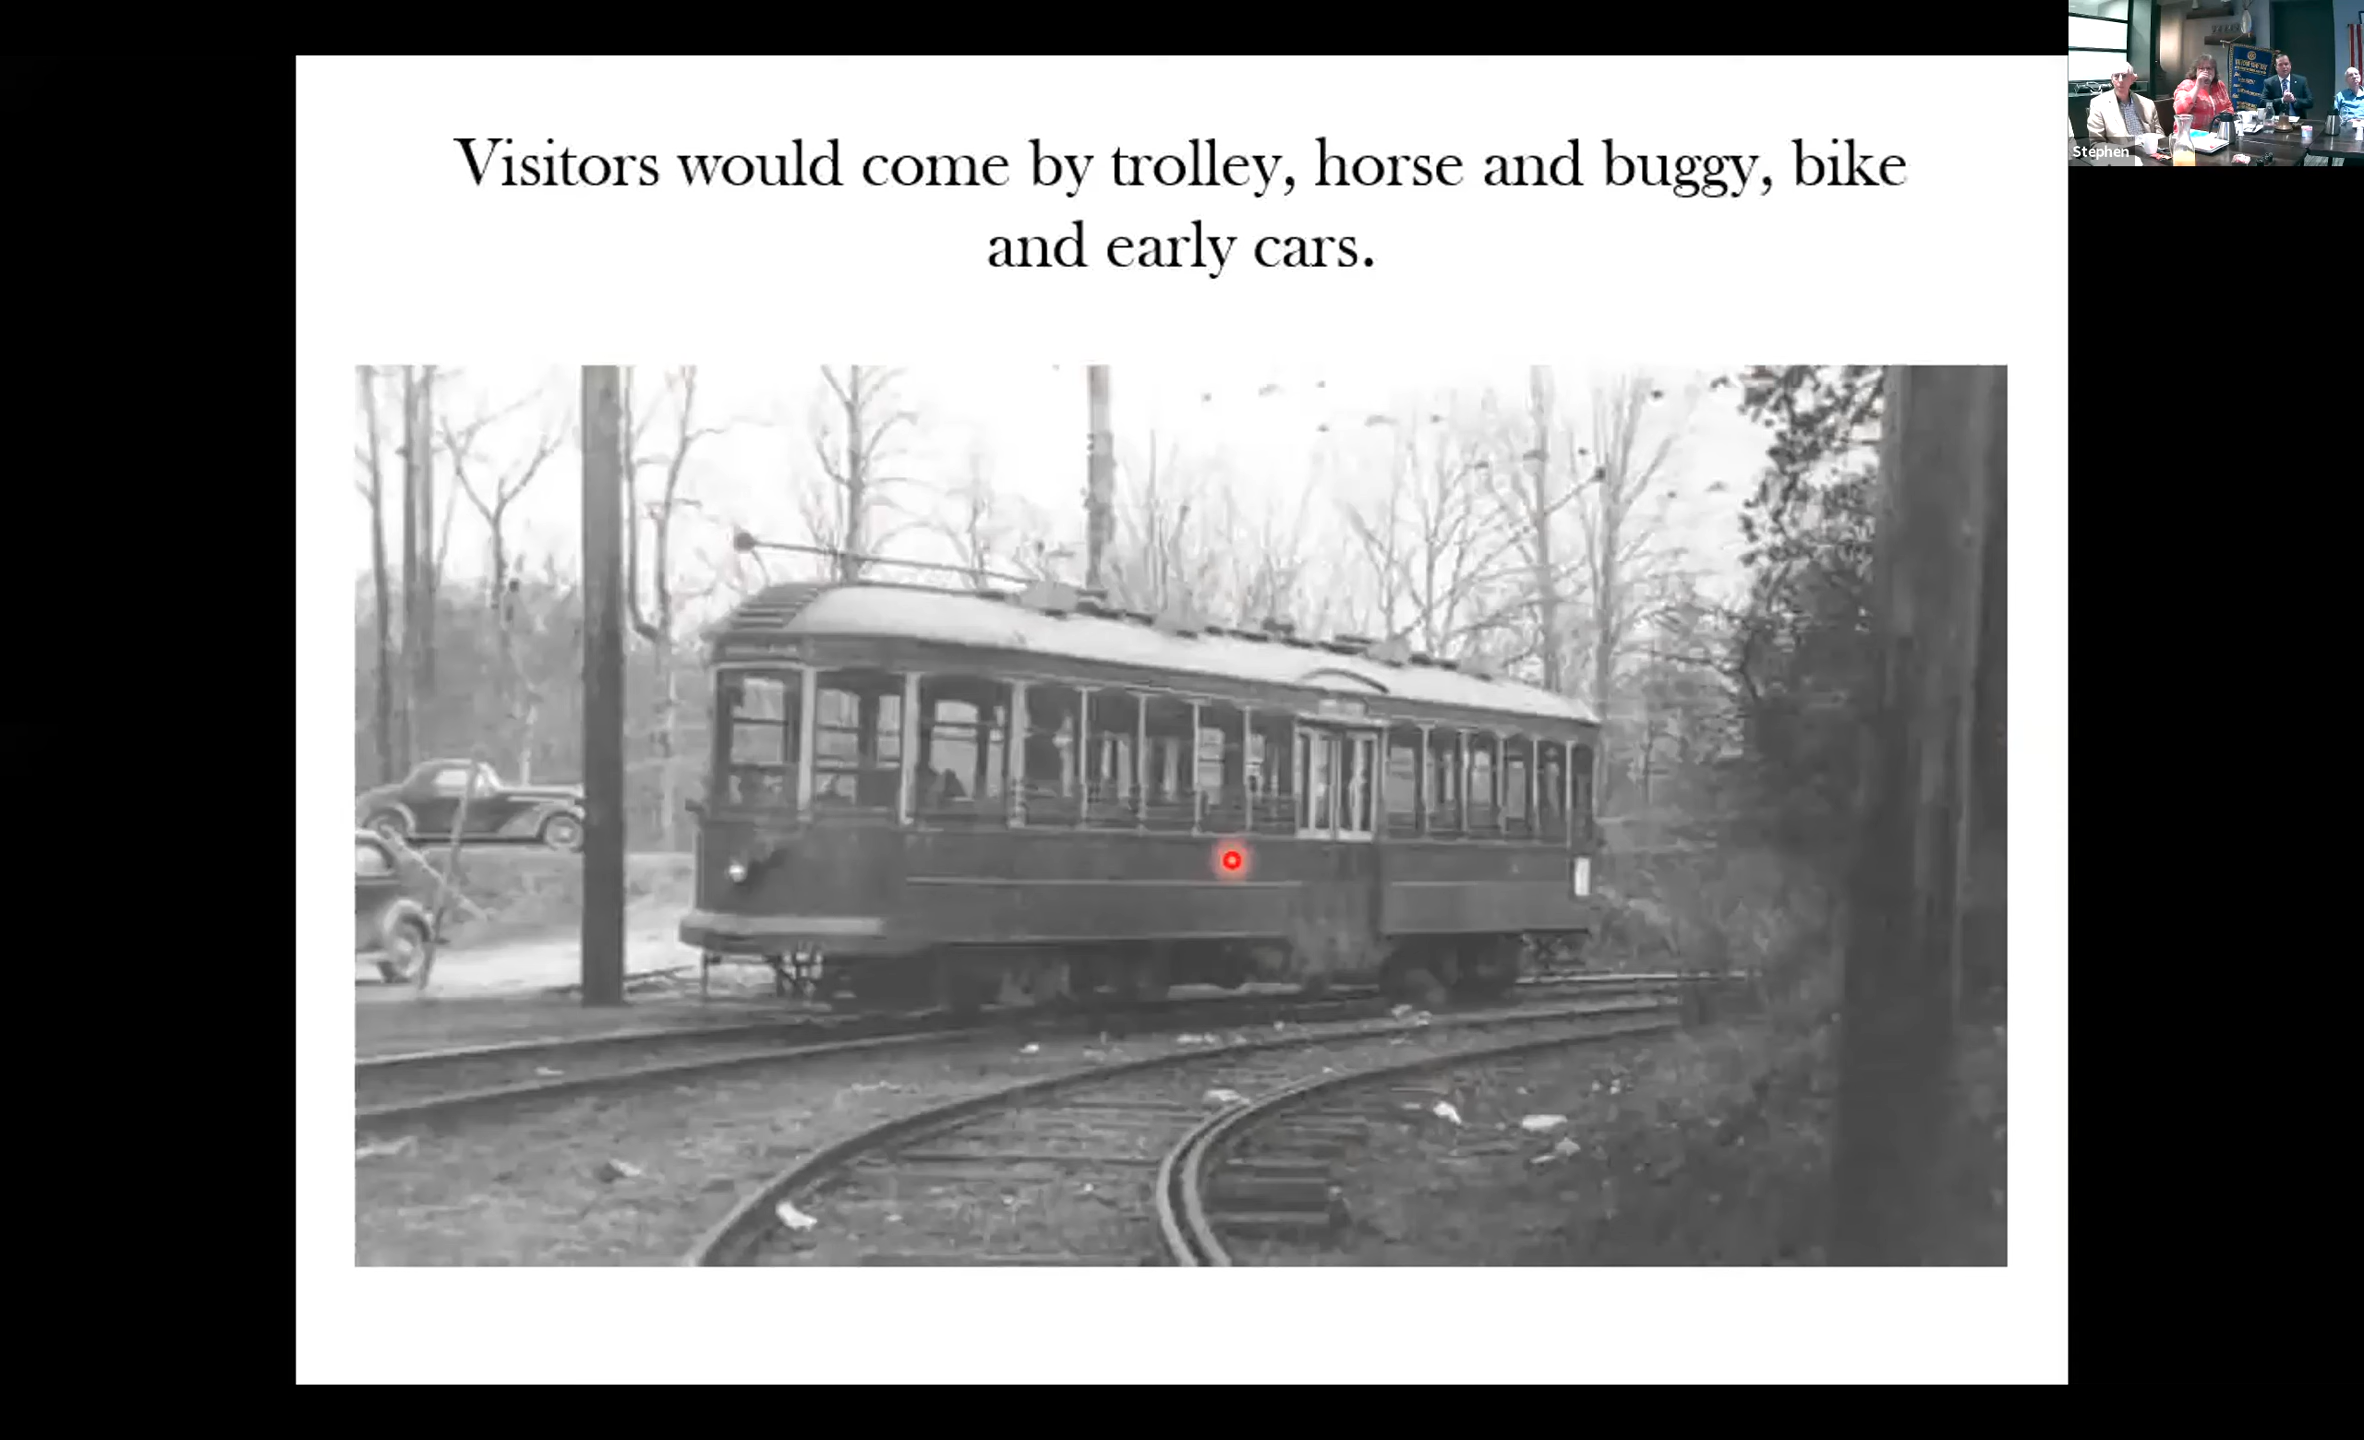 Visitors would come by trolley, horse and buggy, bike
and early cars.
Stephen